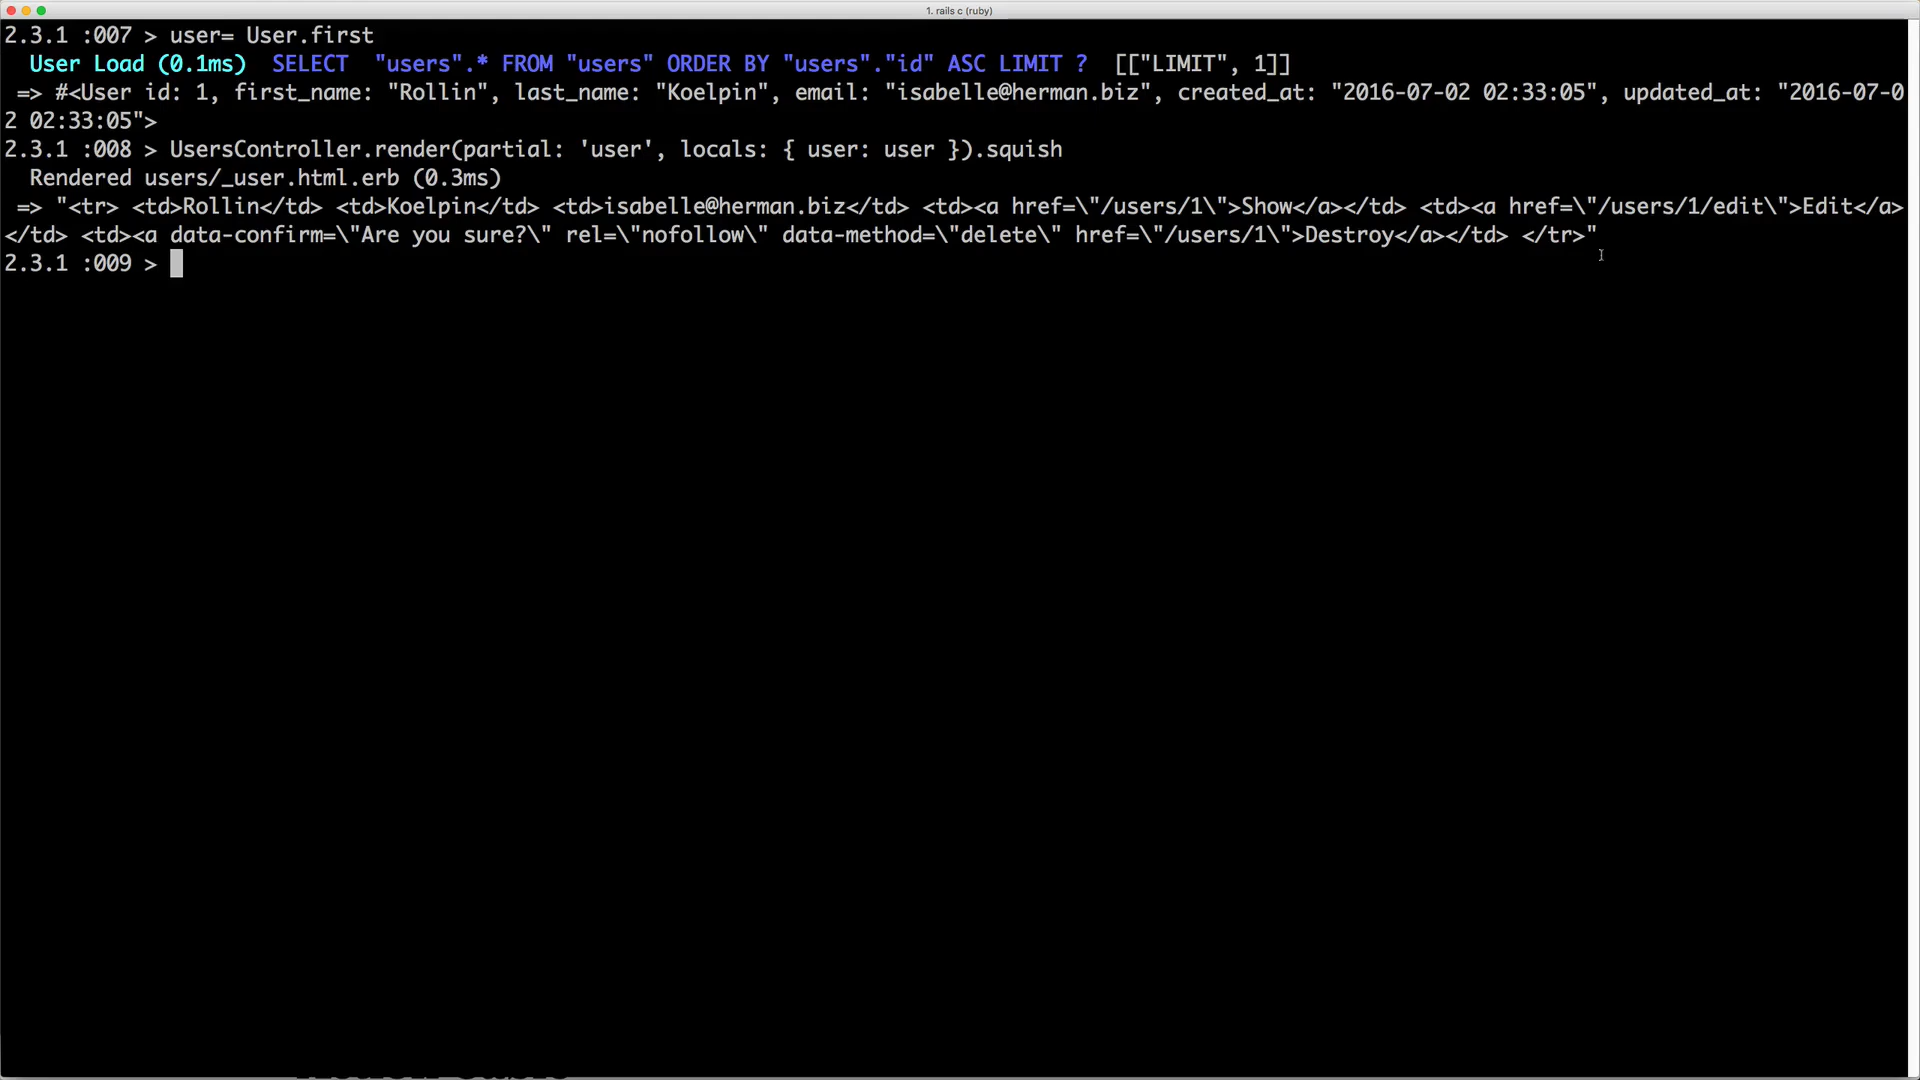 1. rails c (ruby)
2.3.1 :007 > user= User.first
User Load (0.1ms)  SELECT  "users".* FROM "users" ORDER BY "users"."id" ASC LIMIT ?  [["LIMIT", 1]]
=> #<User id: 1, first_name: "Rollin", last_name: "Koelpin", email: "isabelle@herman.biz", created_at: "2016-07-02 02:33:05", updated_at: "2016-07-0
2 02:33:05">
2.3.1 :008 > UsersController.render(partial: 'user', locals: { user: user }).squish
Rendered users/_user.html.erb (0.3ms)
=> "<tr> <td>Rollin</td> <td>Koelpin</td> <td>isabelle@herman.biz</td> <td><a href=\"/users/1\">Show</a></td> <td><a href=\"/users/1/edit\">Edit</a>
</td> <td><a data-confirm=\"Are you sure?\" rel=\"nofollow\" data-method=\"delete\" href=\"/users/1\">Destroy</a></td> </tr>"
2.3.1 :009 >